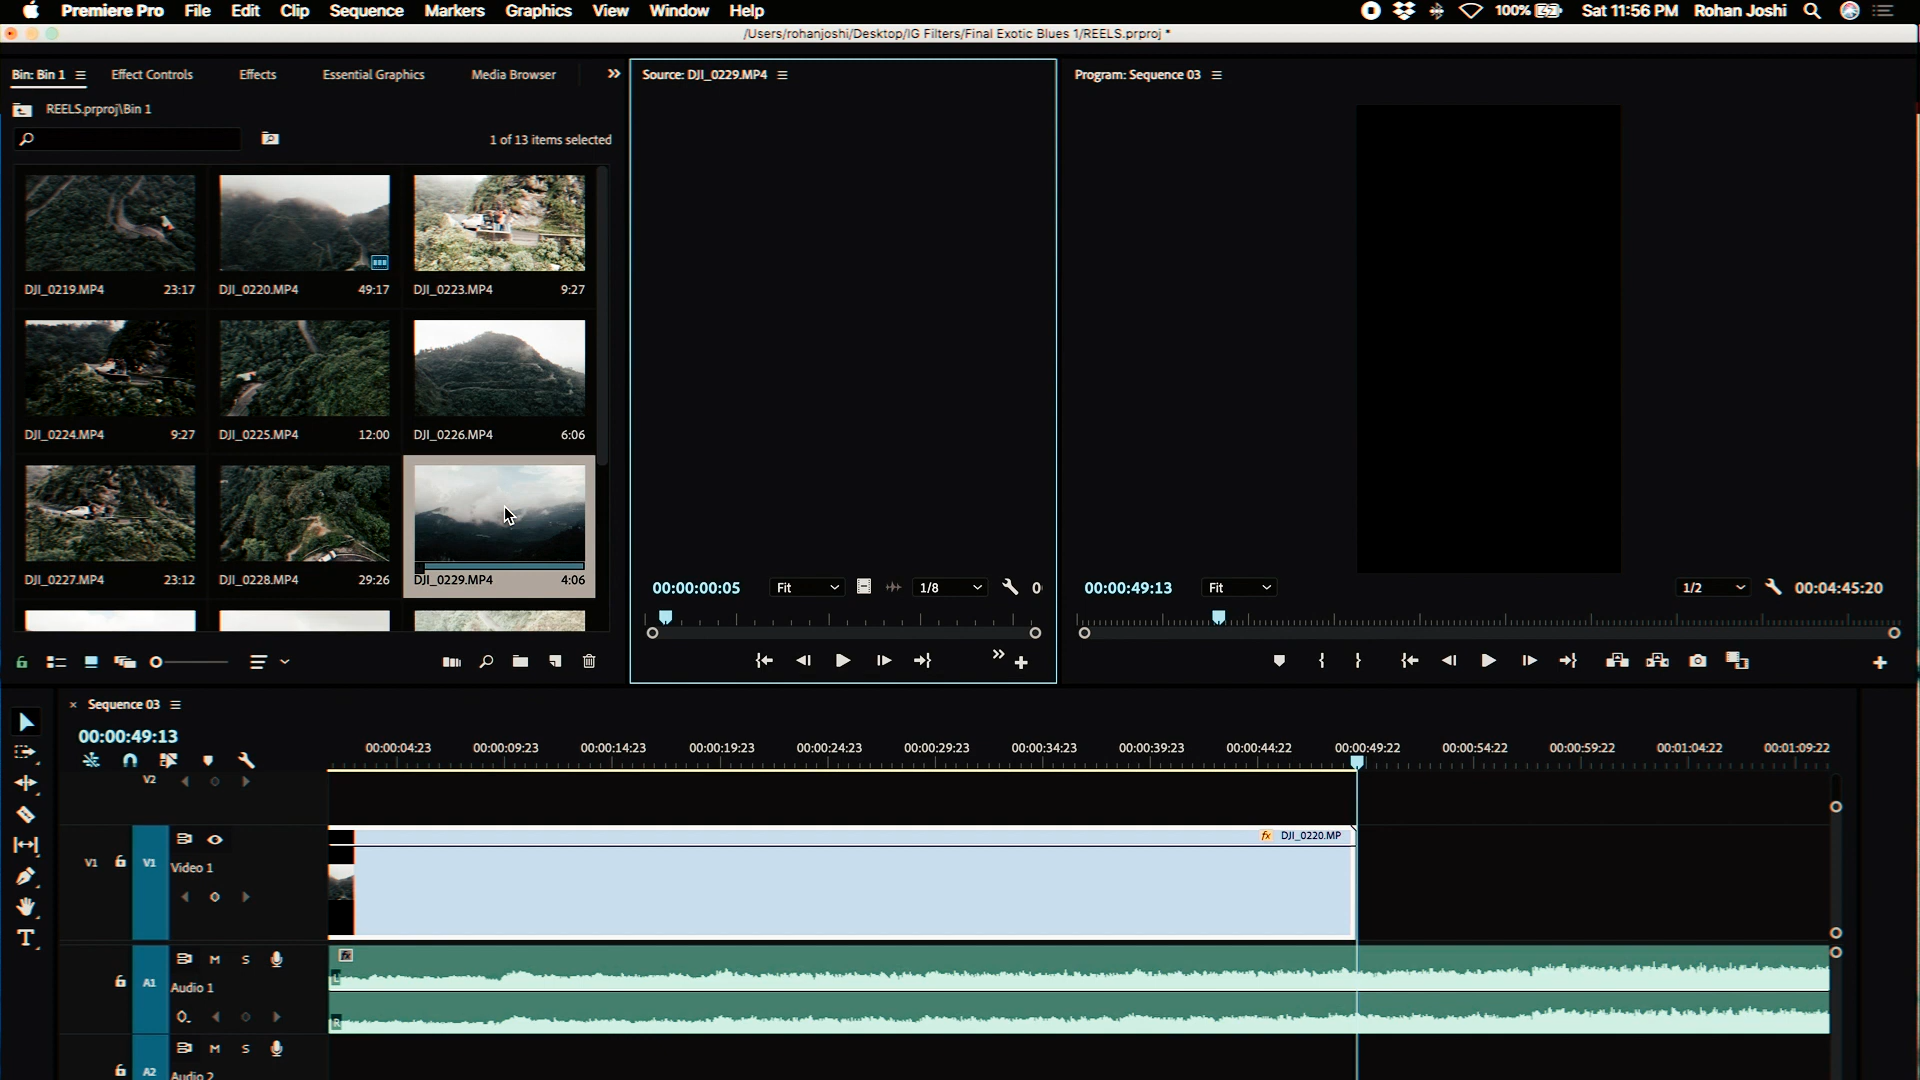 Premiere Pro File Edit Clip Sequence Markers Graphics View Window Help 100% Sat 11:56 PM Rohan Joshi
/Users/rohanjoshi/Desktop/IG Filters/Final Exotic Blues 1/REELS.prproj *
Bin: Bin 1 Effect Controls Effects Essential Graphics Media Browser
REELS.prproj\Bin 1
1 of 13 items selected
DJI_0219.MP4 23:17 DJI_0220.MP4 49:17 DJI_0223.MP4 9:27
DJI_0224.MP4 9:27 DJI_0225.MP4 12:00 DJI_0226.MP4 6:06
DJI_0227.MP4 23:12 DJI_0228.MP4 29:26 DJI_0229.MP4 4:06
Source: DJI_0229.MP4
00:00:00:05 Fit 1/8 0
Program: Sequence 03
00:00:49:13 Fit 1/2 00:04:45:20
Sequence 03
00:00:49:13
00:00:04:23 00:00:09:23 00:00:14:23 00:00:19:23 00:00:24:23 00:00:29:23 00:00:34:23 00:00:39:23 00:00:44:22 00:00:49:22 00:00:54:22 00:00:59:22 00:01:04:22 00:01:09:22
V2
fx DJI_0220.MP
V1 V1 Video 1
fx
L
M S
A1 Audio 1
R
M S
A2 Audio 2
T